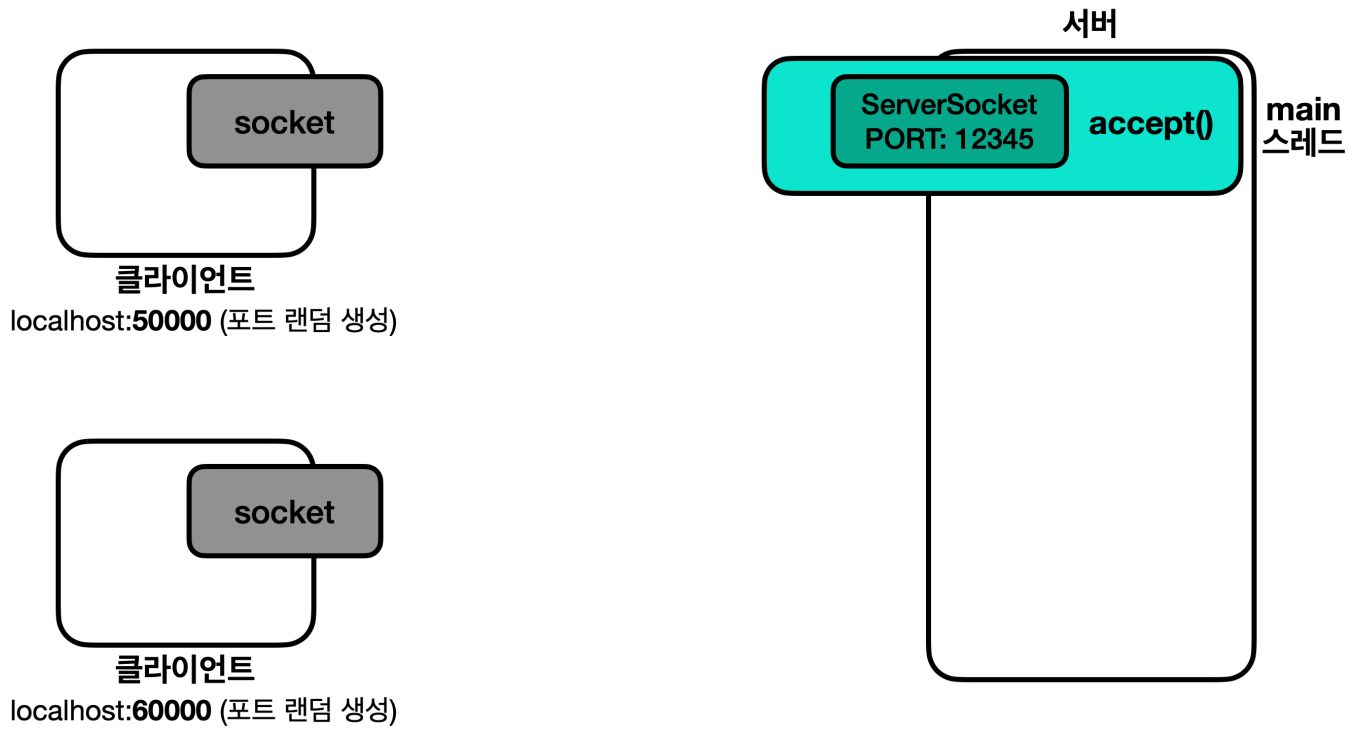 서버
socket
ServerSocket
PORT: 12345
accept()
main
스레드
클라이언트
localhost:50000 (포트 랜덤 생성)
socket
클라이언트
localhost:60000 (포트 랜덤 생성)